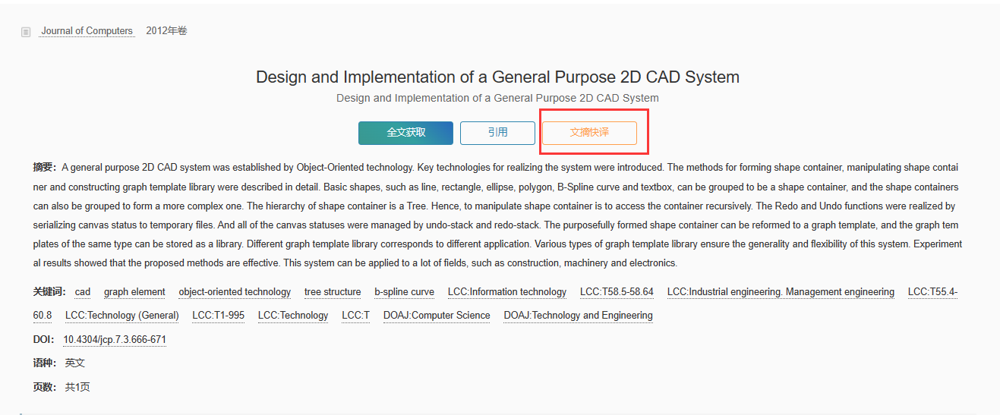 Journal of Computers 2012年卷
Design and Implementation of a General Purpose 2D CAD System
Design and Implementation of a General Purpose 2D CAD System
全文获取 引用 文摘快译
摘要：A general purpose 2D CAD system was established by Object-Oriented technology. Key technologies for realizing the system were introduced. The methods for forming shape container, manipulating shape contai
ner and constructing graph template library were described in detail. Basic shapes, such as line, rectangle, ellipse, polygon, B-Spline curve and textbox, can be grouped to be a shape container, and the shape containers
can also be grouped to form a more complex one. The hierarchy of shape container is a Tree. Hence, to manipulate shape container is to access the container recursively. The Redo and Undo functions were realized by
serializing canvas status to temporary files. And all of the canvas statuses were managed by undo-stack and redo-stack. The purposefully formed shape container can be reformed to a graph template, and the graph tem
plates of the same type can be stored as a library. Different graph template library corresponds to different application. Various types of graph template library ensure the generality and flexibility of this system. Experiment
al results showed that the proposed methods are effective. This system can be applied to a lot of fields, such as construction, machinery and electronics.
关键词： cad graph element object-oriented technology tree structure b-spline curve LCC:Information technology LCC:T58.5-58.64 LCC:Industrial engineering. Management engineering LCC:T55.4-
60.8 LCC:Technology (General) LCC:T1-995 LCC:Technology LCC:T DOAJ:Computer Science DOAJ:Technology and Engineering
DOI： 10.4304/jcp.7.3.666-671
语种： 英文
页数： 共1页